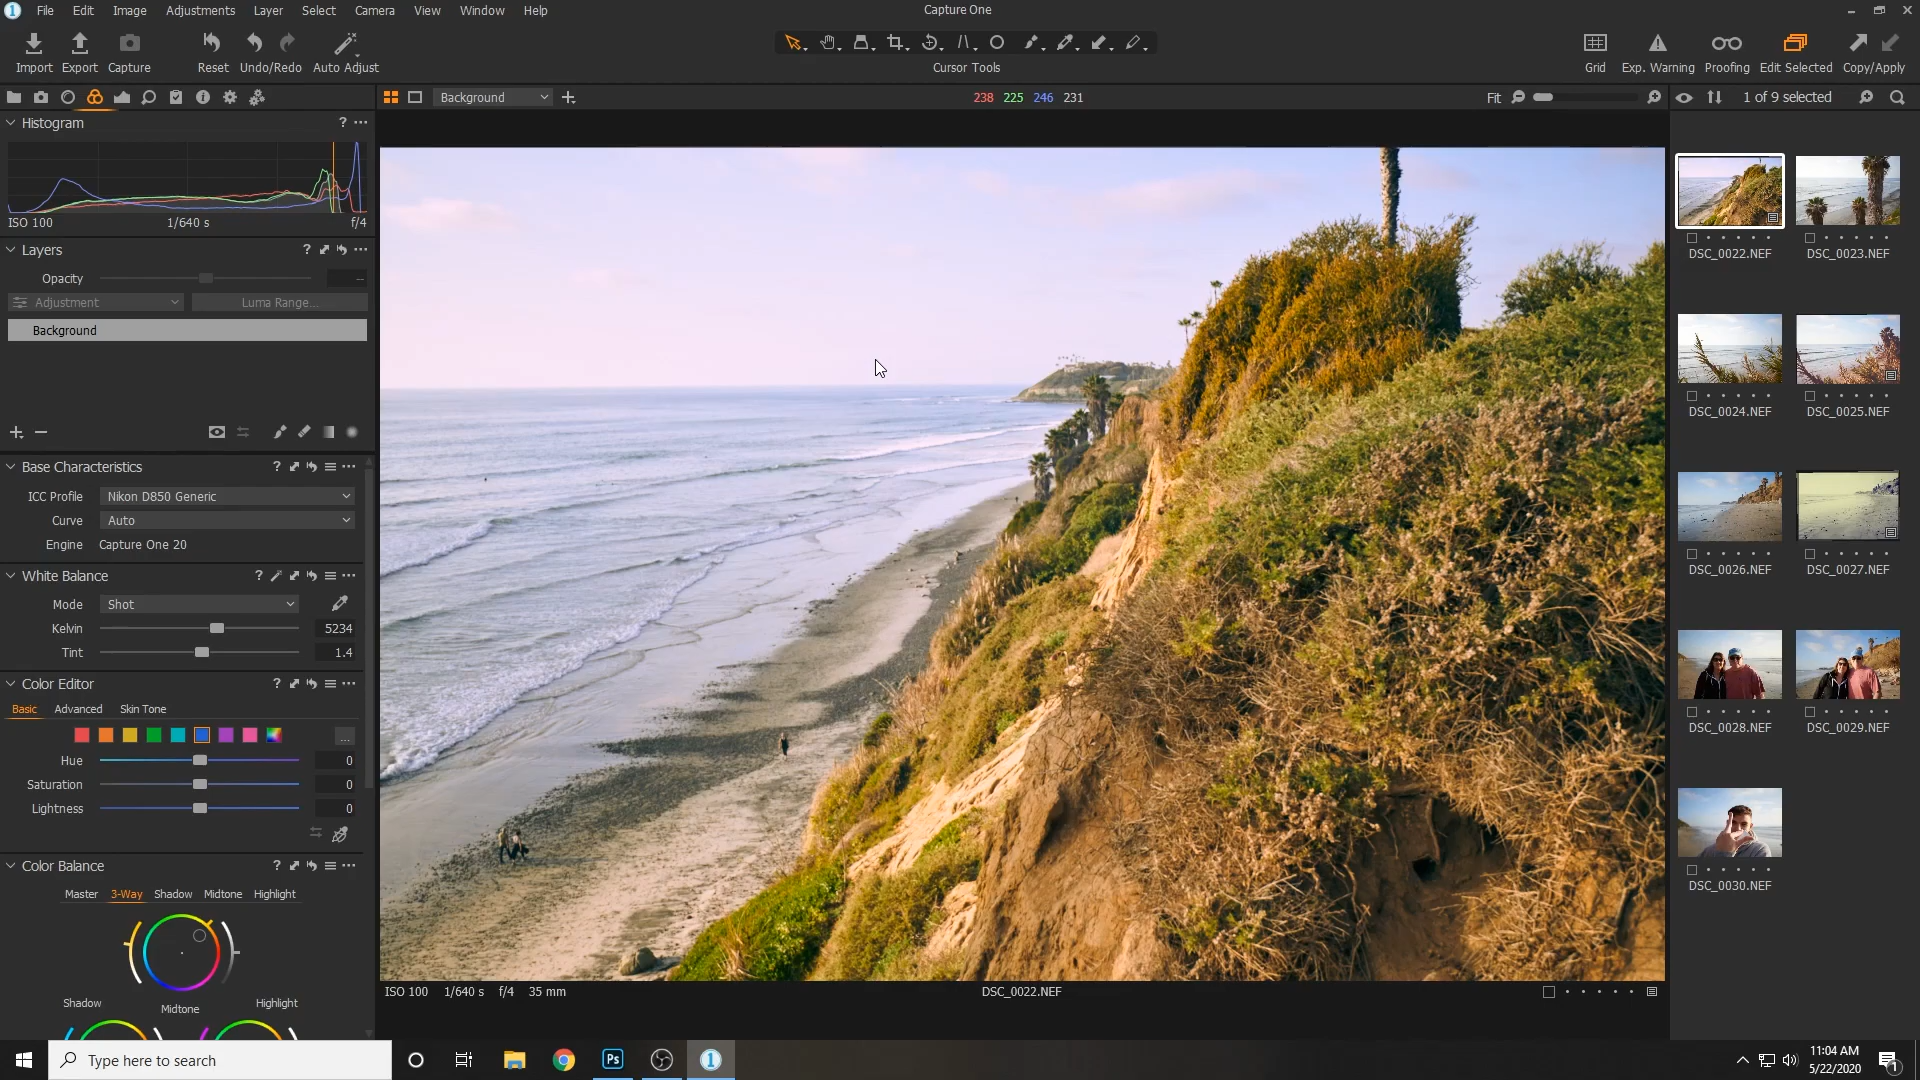 File Edit Image Adjustments Layer Select Camera View Window Help
Capture One
Import Export Capture Reset Undo/Redo Auto Adjust
Cursor Tools
Grid Exp. Warning Proofing Edit Selected Copy/Apply
Background
238 225 246 231
Fit
1 of 9 selected
Histogram
ISO 100 1/640 s f/4
Layers
Opacity --
Adjustment Luma Range...
Background
Base Characteristics
ICC Profile Nikon D850 Generic
Curve Auto
Engine Capture One 20
White Balance
Mode Shot
Kelvin 5234
Tint 1.4
Color Editor
Basic Advanced Skin Tone
...
Hue 0
Saturation 0
Lightness 0
Color Balance
Master 3-Way Shadow Midtone Highlight
Shadow Midtone Highlight
ISO 100 1/640 s f/4 35 mm
DSC_0022.NEF
DSC_0022.NEF DSC_0023.NEF
DSC_0024.NEF DSC_0025.NEF
DSC_0026.NEF DSC_0027.NEF
DSC_0028.NEF DSC_0029.NEF
DSC_0030.NEF
Type here to search
Ps
11:04 AM
5/22/2020
1